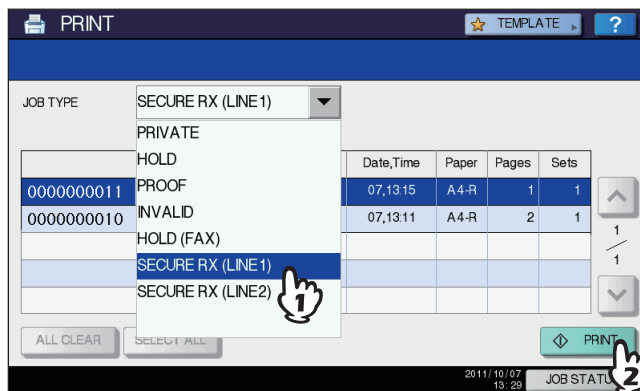 PRINT
TEMPLATE
?
JOB TYPE
SECURE RX (LINE1)
PRIVATE
HOLD
Date,Time Paper Pages Sets
0000000011 PROOF 07,13:15 A4-R 1 1
0000000010 INVALID 07,13:11 A4-R 2 1
HOLD (FAX)
1
1
SECURE RX (LINE1)
SECURE RX (LINE2)
1
ALL CLEAR SELECT ALL PRINT
2
2011/10/07
13:29
JOB STATU